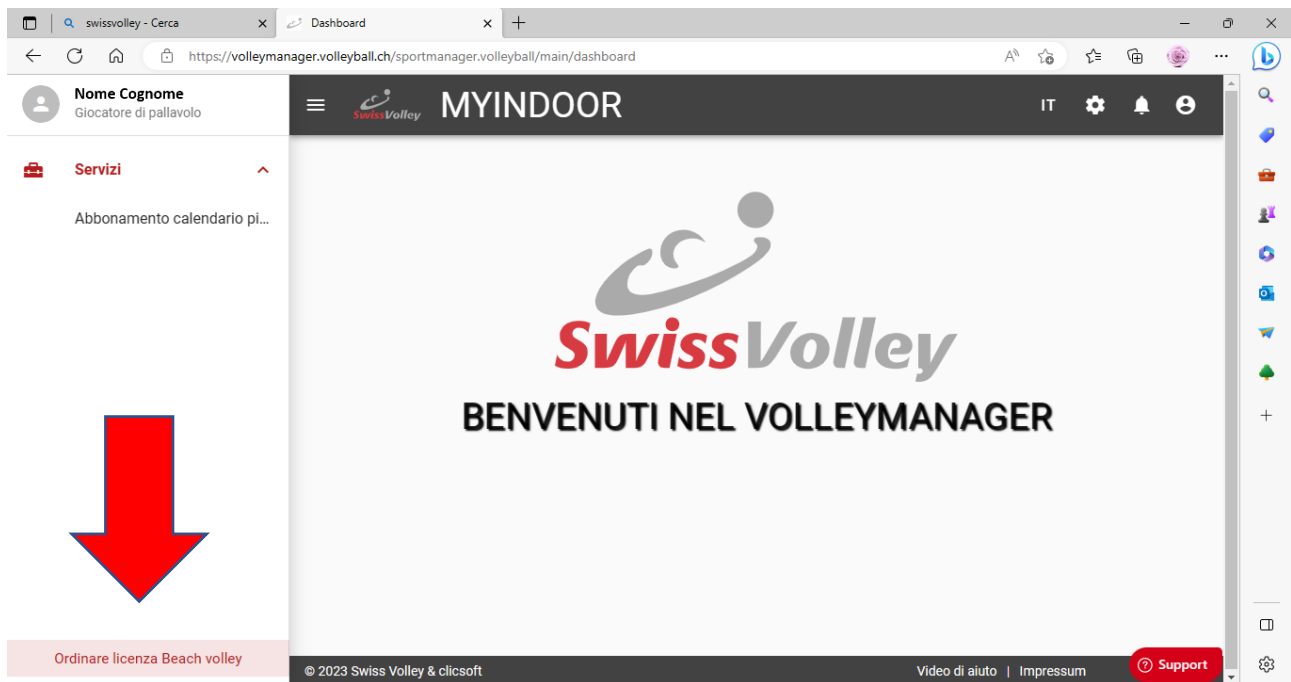 swissvolley - Cerca
Dashboard
https://volleymanager.volleyball.ch/sportmanager.volleyball/main/dashboard
Nome Cognome
Giocatore di pallavolo
SwissVolley
MYINDOOR
IT
Servizi
Abbonamento calendario pi...
SwissVolley
BENVENUTI NEL VOLLEYMANAGER
Ordinare licenza Beach volley
© 2023 Swiss Volley & clicsoft
Video di aiuto | Impressum
Support